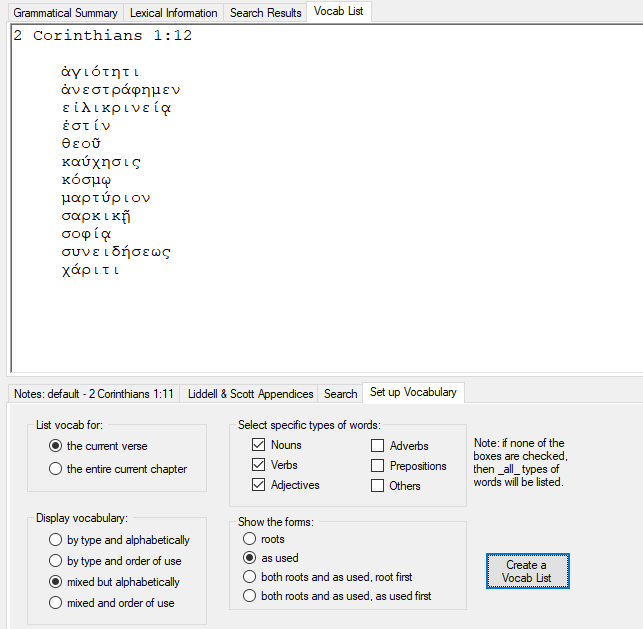 Grammatical Summary Lexical Information Search Results Vocab List
2 Corinthians 1:12
ἁγιότητι
ἀνεστράφημεν
εἰλικρινείᾳ
ἐστίν
θεοῦ
καύχησις
κόσμῳ
μαρτύριον
σαρκικῇ
σοφίᾳ
συνειδήσεως
χάριτι
Notes: default - 2 Corinthians 1:11 Liddell & Scott Appendices Search Set up Vocabulary
List vocab for:
the current verse
the entire current chapter
Select specific types of words:
Nouns Adverbs
Verbs Prepositions
Adjectives Others
Note: if none of the
boxes are checked,
then _all_ types of
words will be listed.
Display vocabulary:
by type and alphabetically
by type and order of use
mixed but alphabetically
mixed and order of use
Show the forms:
roots
as used
both roots and as used, root first
both roots and as used, as used first
Create a
Vocab List